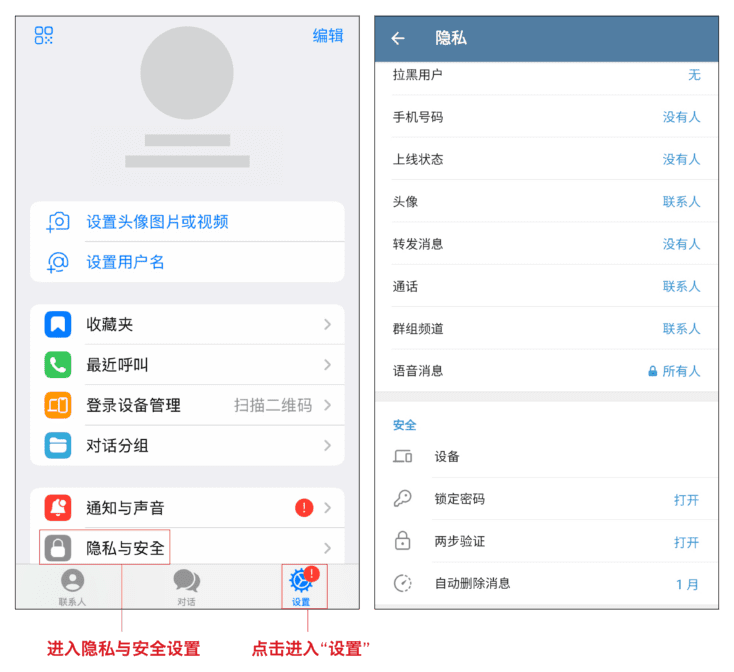 编辑
设置头像图片或视频
设置用户名
收藏夹
最近呼叫
登录设备管理 扫描二维码
对话分组
通知与声音 !
隐私与安全
联系人 对话 设置 !
进入隐私与安全设置 点击进入“设置”
隐私
拉黑用户 无
手机号码 没有人
上线状态 没有人
头像 联系人
转发消息 没有人
通话 联系人
群组频道 联系人
语音消息 所有人
安全
设备
锁定密码 打开
两步验证 打开
自动删除消息 1 月